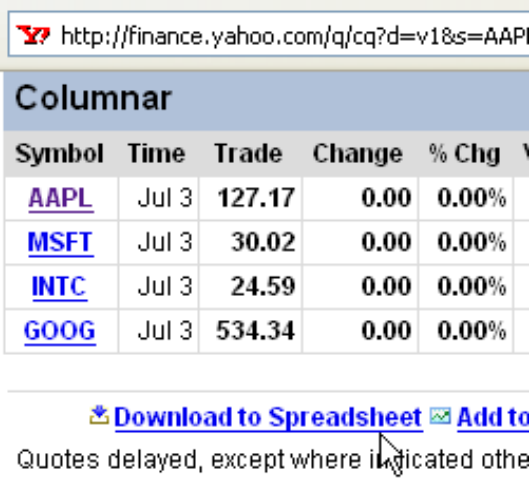 http://finance.yahoo.com/q/cq?d=v1&s=AAP
Columnar
Symbol Time Trade Change % Chg
AAPL Jul 3 127.17 0.00 0.00%
MSFT Jul 3 30.02 0.00 0.00%
INTC Jul 3 24.59 0.00 0.00%
GOOG Jul 3 534.34 0.00 0.00%
Download to Spreadsheet Add to
Quotes delayed, except where indicated othe